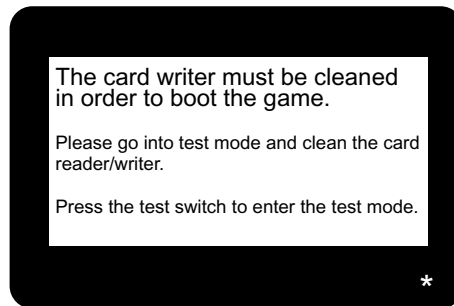 The card writer must be cleaned
in order to boot the game.
Please go into test mode and clean the card
reader/writer.
Press the test switch to enter the test mode.
*